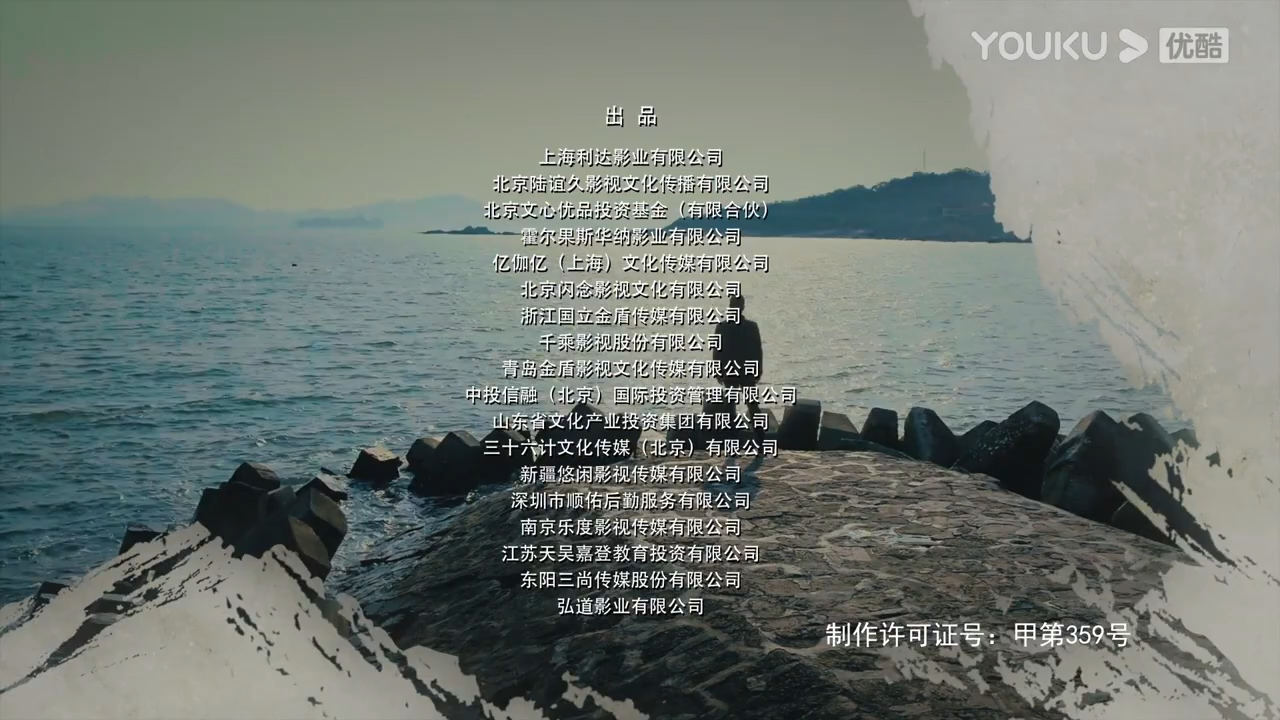 YOUKU 优酷
出品
上海利达影业有限公司
北京陆谊久影视文化传播有限公司
北京文心优品投资基金（有限合伙）
霍尔果斯华纳影业有限公司
亿伽亿（上海）文化传媒有限公司
北京闪念影视文化有限公司
浙江国立金盾传媒有限公司
千乘影视股份有限公司
青岛金盾影视文化传媒有限公司
中投信融（北京）国际投资管理有限公司
山东省文化产业投资集团有限公司
三十六计文化传媒（北京）有限公司
新疆悠闲影视传媒有限公司
深圳市顺佑后勤服务有限公司
南京乐度影视传媒有限公司
江苏天吴嘉登教育投资有限公司
东阳三尚传媒股份有限公司
弘道影业有限公司
制作许可证号：甲第359号